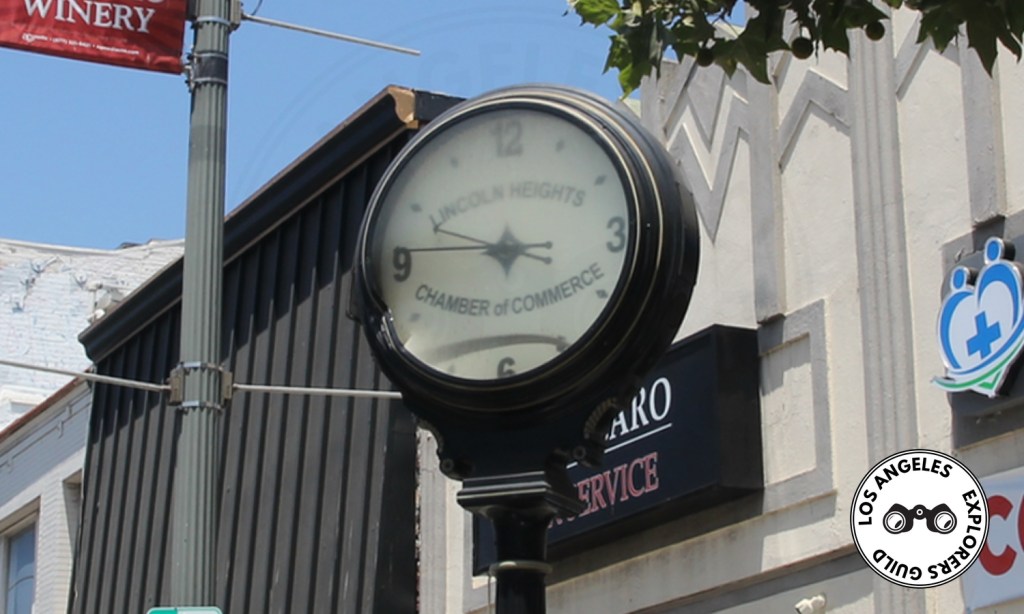 WINERY
12
LINCOLN HEIGHTS
3
9
CHAMBER of COMMERCE
6
ARO
SERVICE
LOS ANGELES
EXPLORERS GUILD